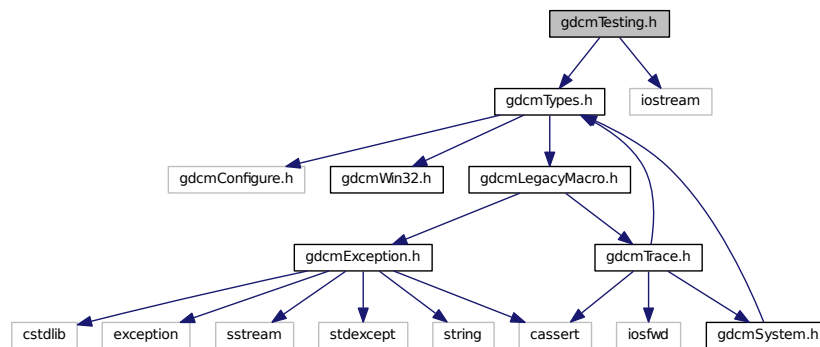 gdcmTesting.h
gdcmTypes.h
iostream
gdcmConfigure.h
gdcmWin32.h
gdcmLegacyMacro.h
gdcmException.h
gdcmTrace.h
cstdlib
exception
sstream
stdexcept
string
cassert
iosfwd
gdcmSystem.h